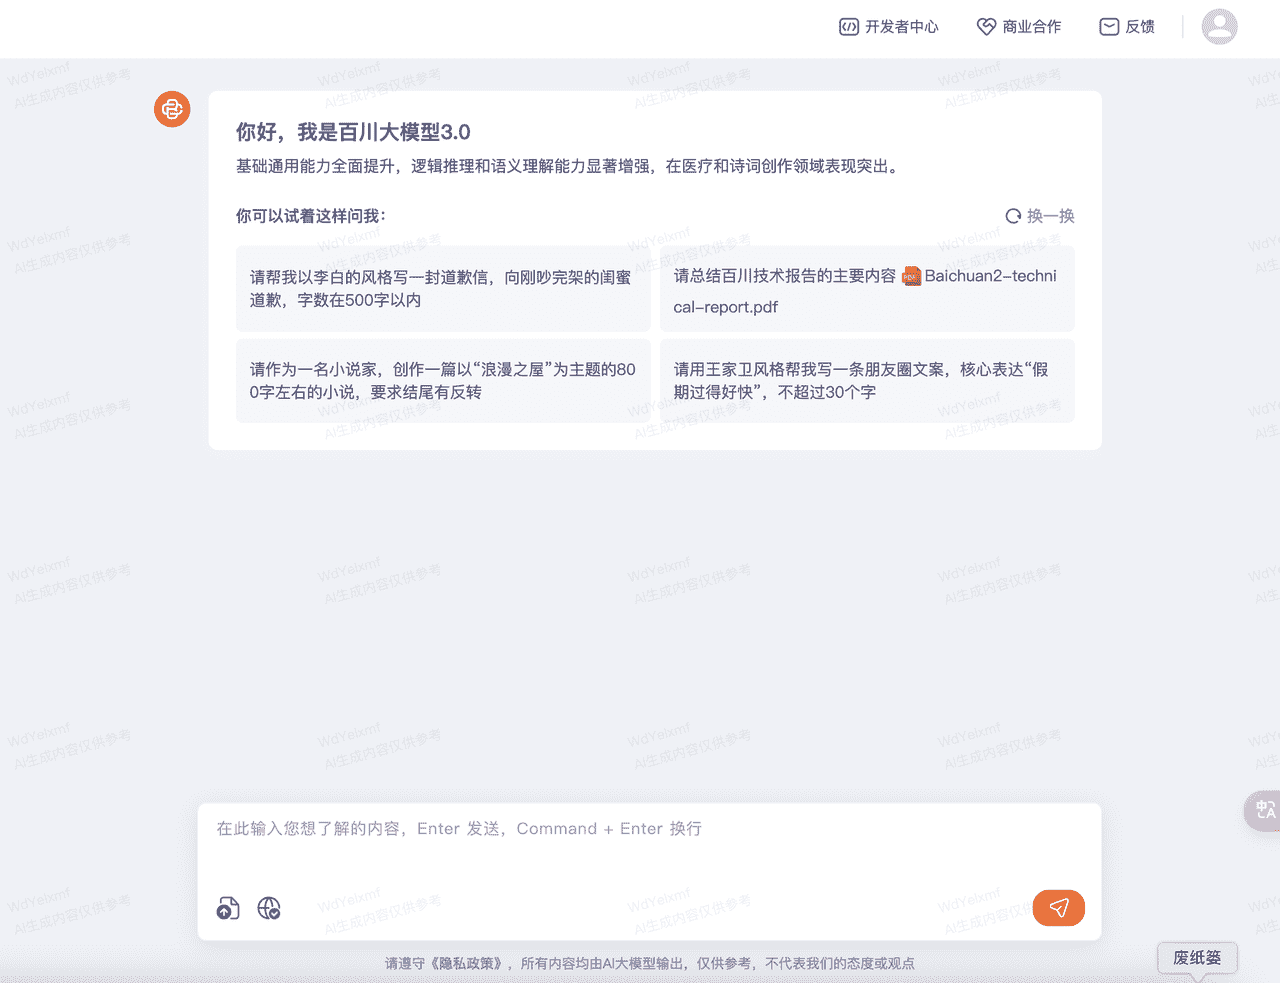 开发者中心 商业合作 反馈
你好，我是百川大模型3.0
基础通用能力全面提升，逻辑推理和语义理解能力显著增强，在医疗和诗词创作领域表现突出。
你可以试着这样问我：
换一换
请帮我以李白的风格写一封道歉信，向刚吵完架的闺蜜
道歉，字数在500字以内
请总结百川技术报告的主要内容 PDF Baichuan2-techni
cal-report.pdf
请作为一名小说家，创作一篇以“浪漫之屋”为主题的80
0字左右的小说，要求结尾有反转
请用王家卫风格帮我写一条朋友圈文案，核心表达“假
期过得好快”，不超过30个字
在此输入您想了解的内容，Enter 发送，Command + Enter 换行
请遵守《隐私政策》，所有内容均由AI大模型输出，仅供参考，不代表我们的态度或观点
废纸篓
中 A
WdYelxmf
AI生成内容仅供参考